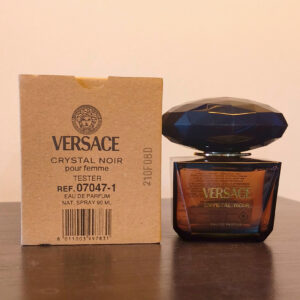 VERSACE
CRYSTAL NOIR
pour femme
TESTER
REF. 07047-1
EAU DE PARFUM
NAT. SPRAY 90 ML
210F08D
VERSACE
CRYSTAL NOIR